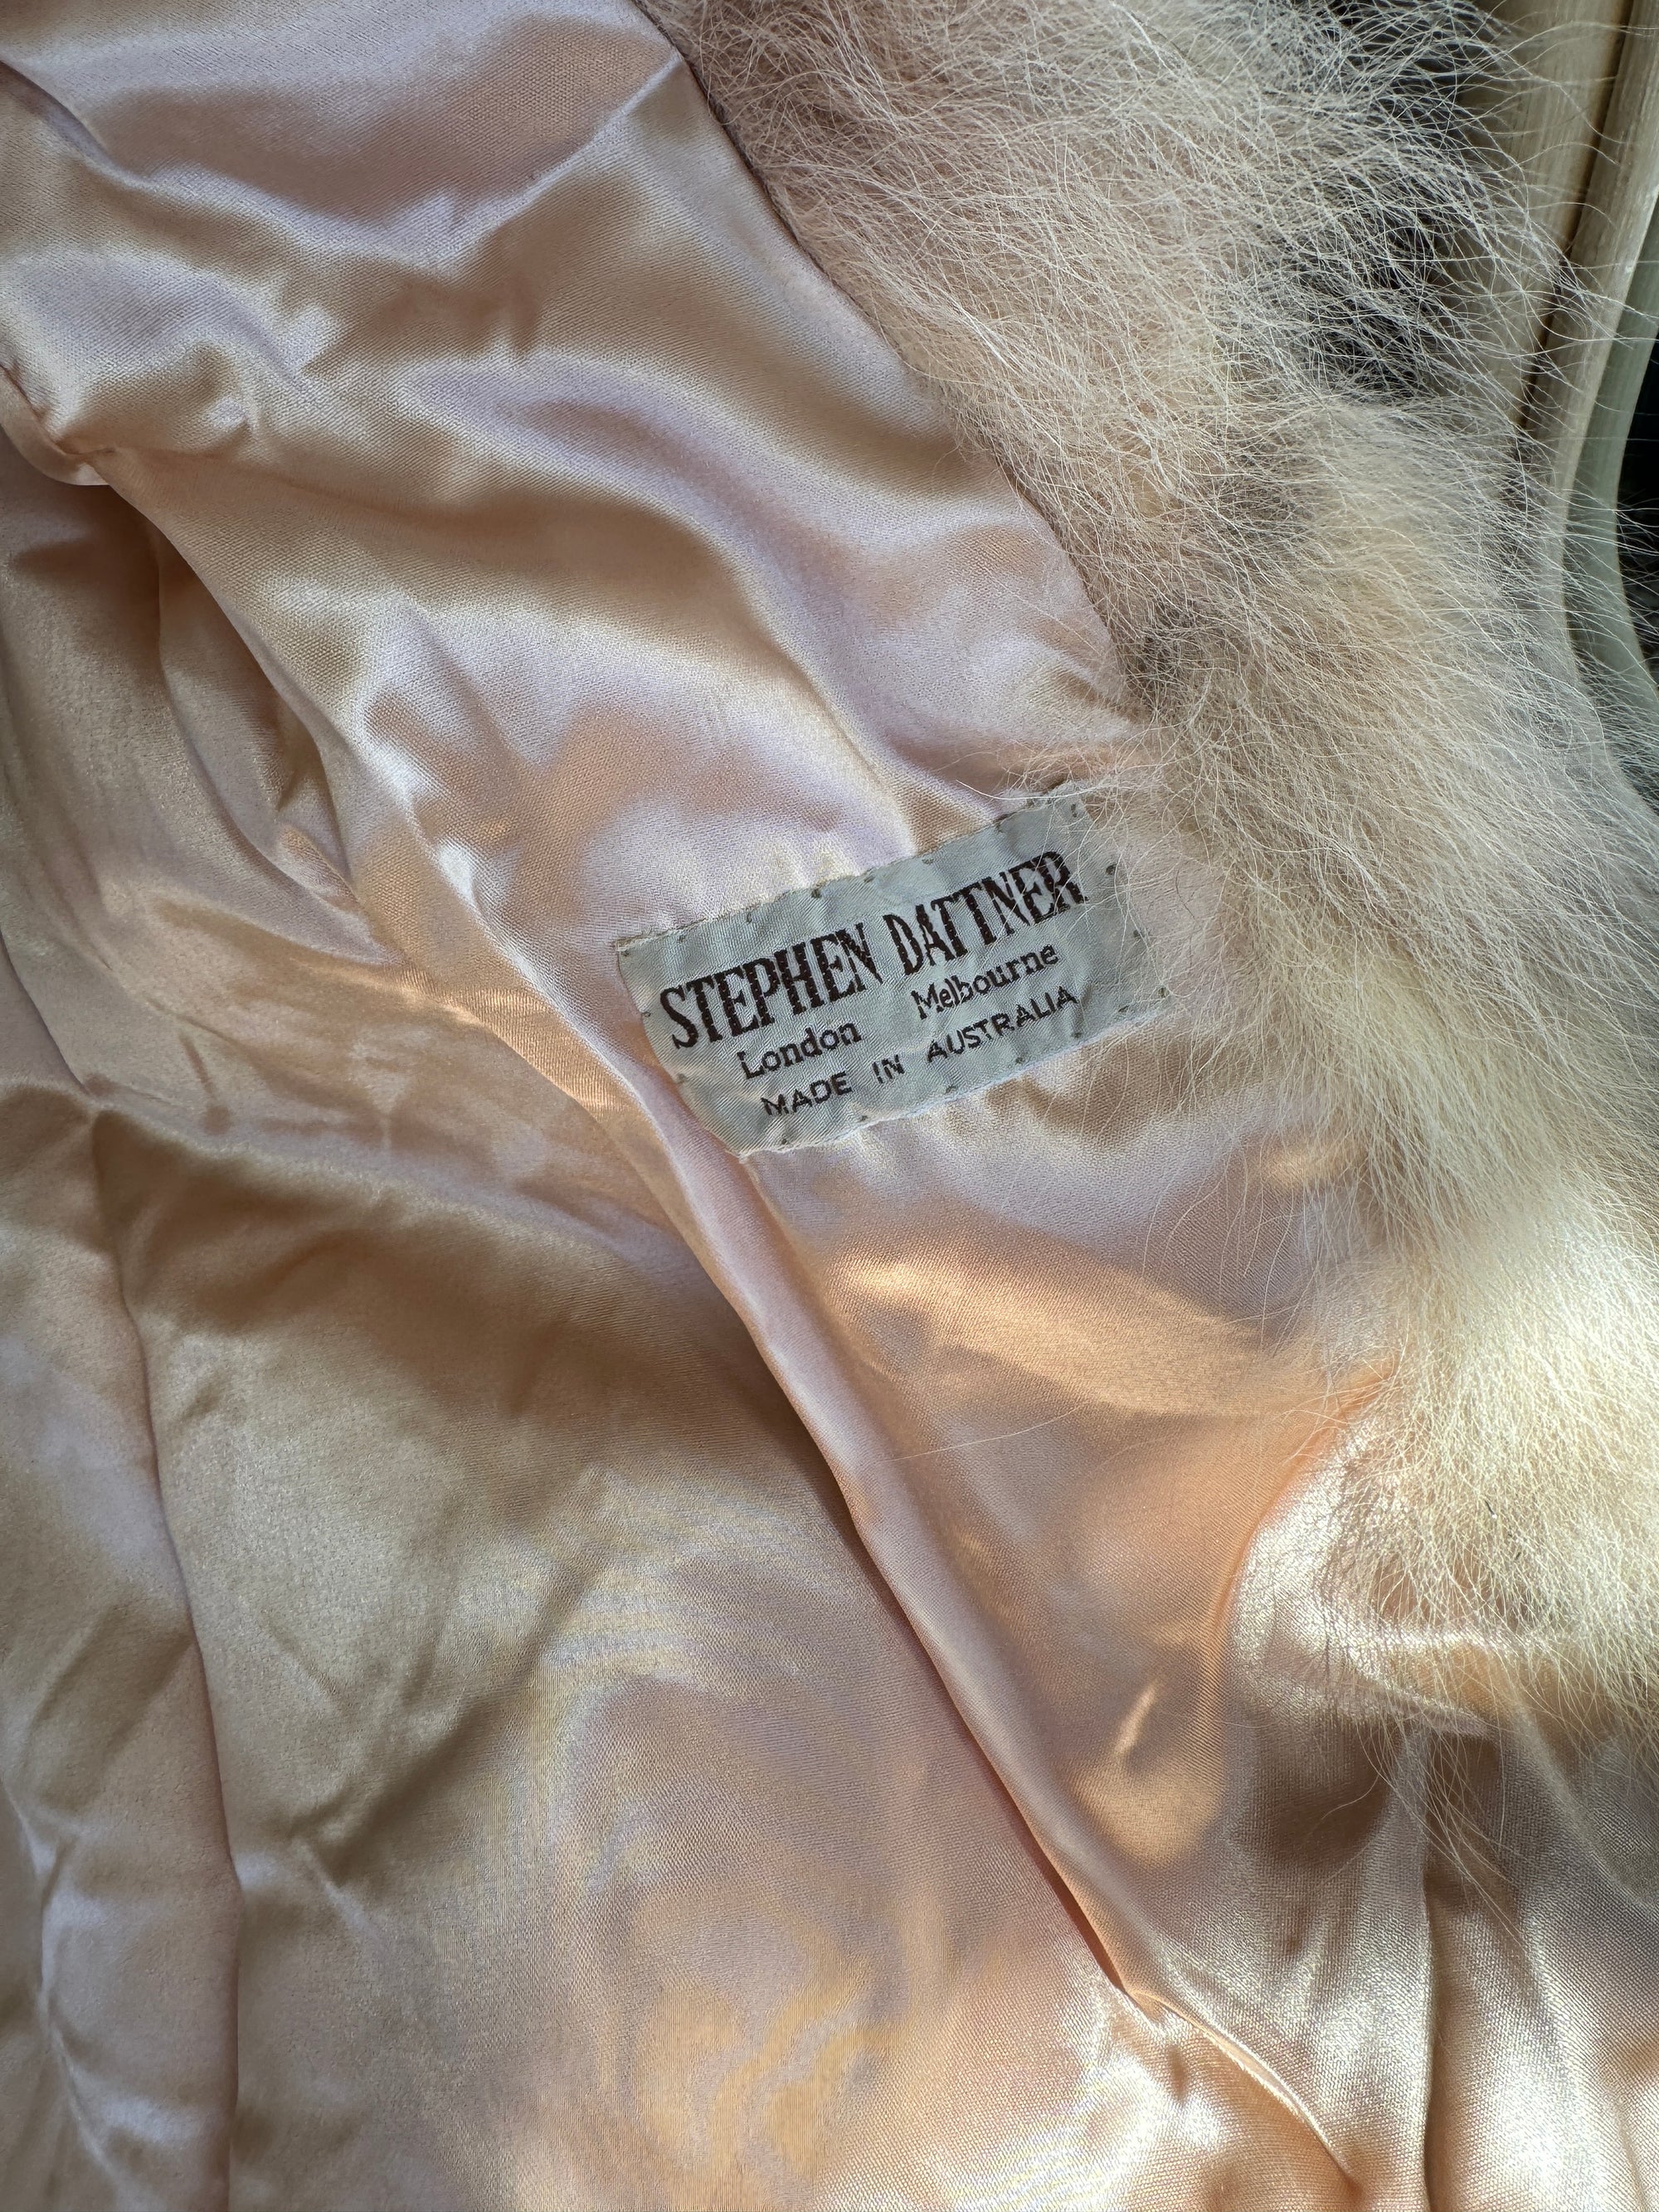 STEPHEN DATTNER
London Melbourne
MADE IN AUSTRALIA